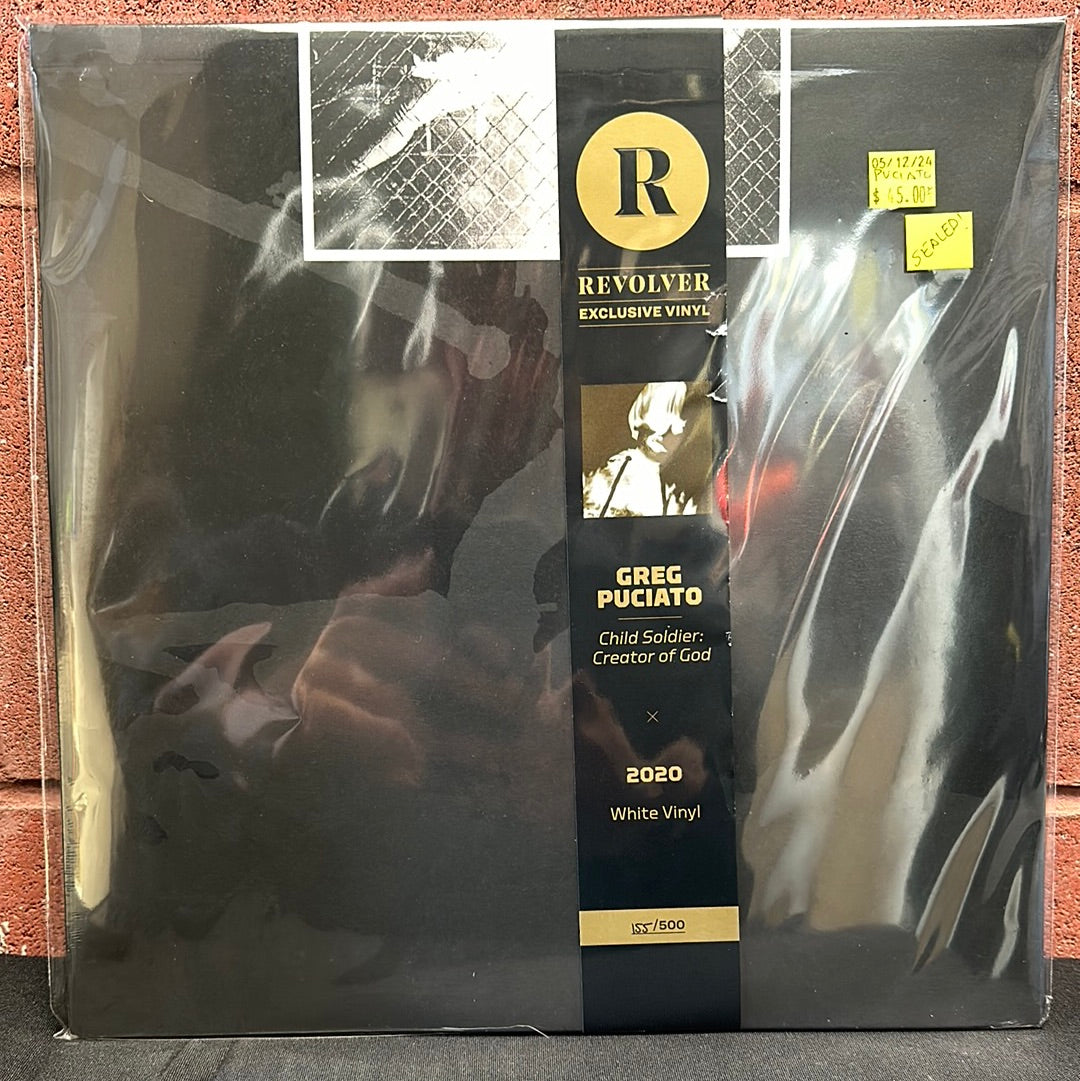 R
REVOLVER
EXCLUSIVE VINYL
GREG
PUCIATO
Child Soldier:
Creator of God
2020
White Vinyl
155/500
05/12/24
PUCIATO
$ 45.00
SEALED!